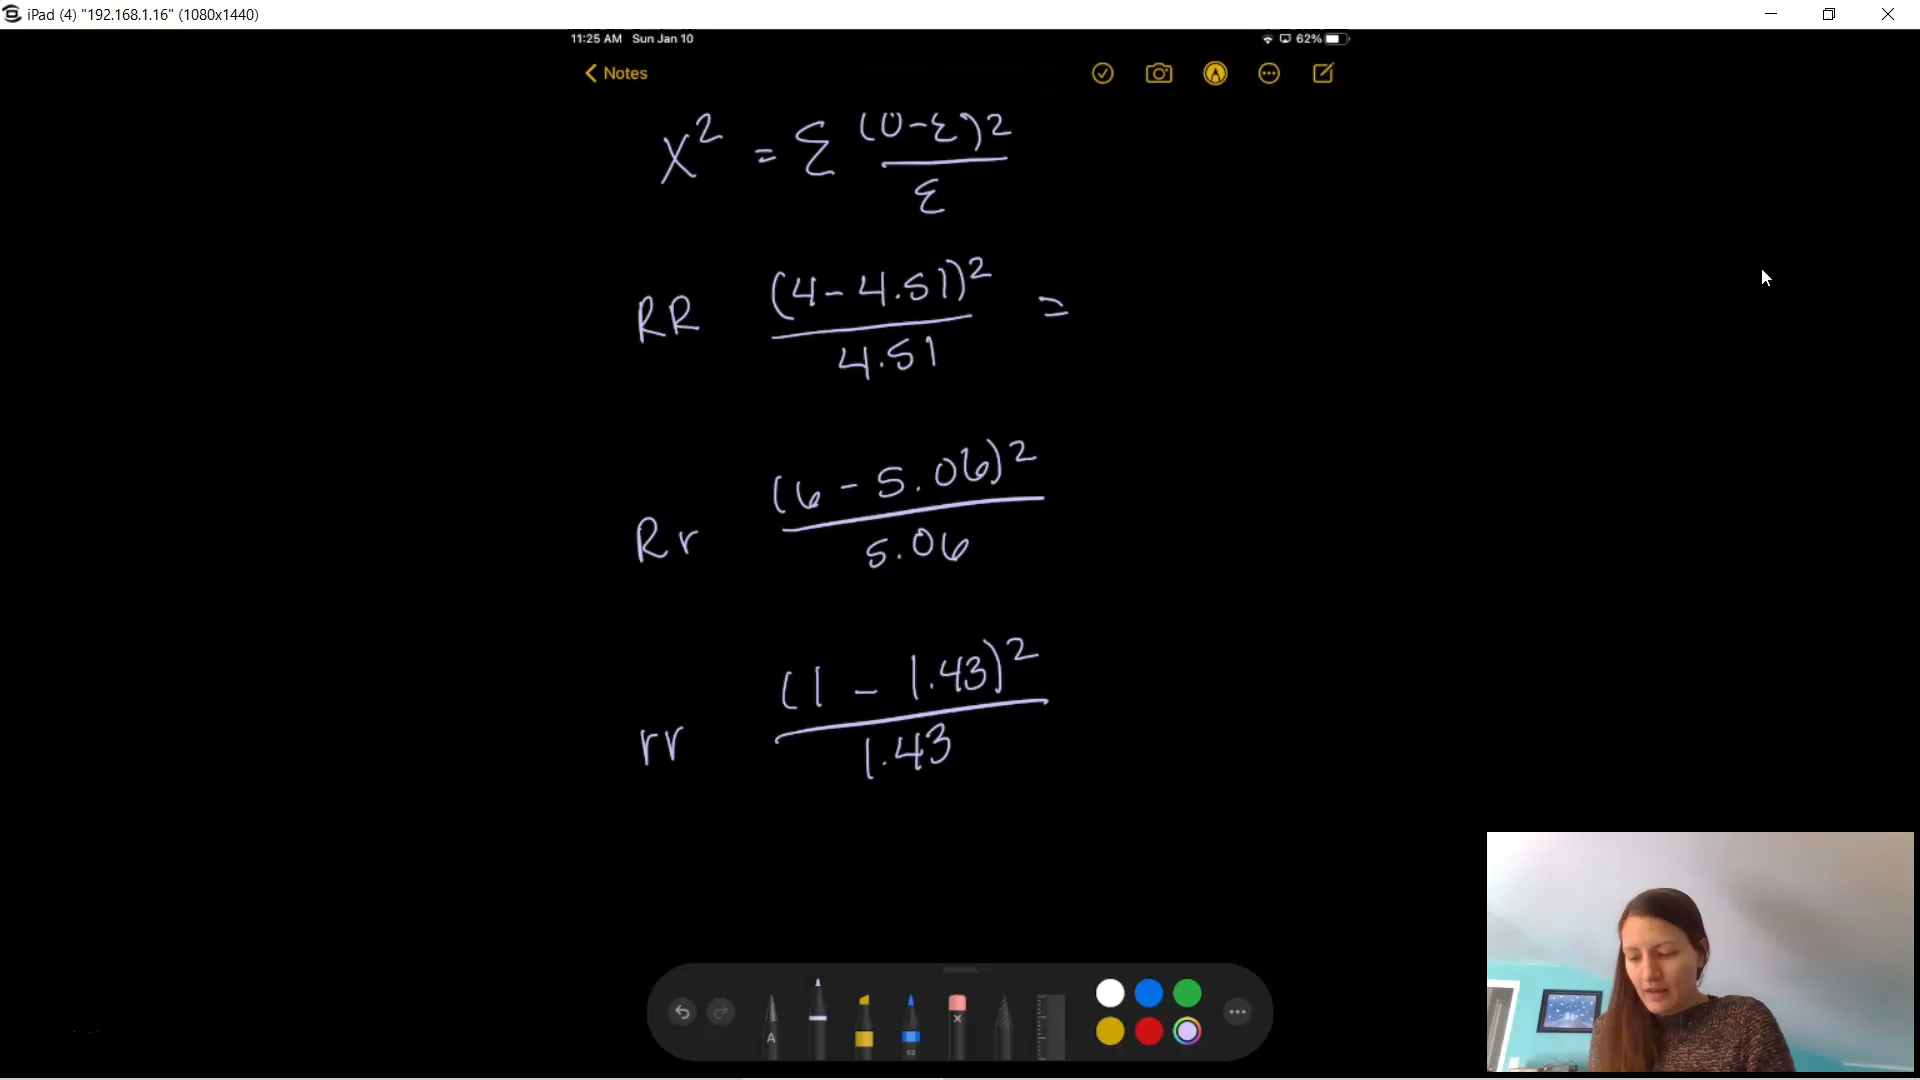 iPad (4) "192.168.1.16" (1080x1440)
11:25 AM Sun Jan 10
62%
Notes
X² = Σ (O-E)²
E
RR (4-4.51)² =
4.51
Rr (6-5.06)²
5.06
rr (1-1.43)²
1.43
A